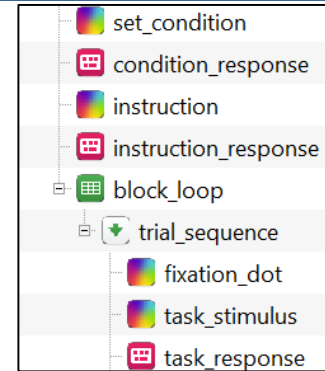 set_condition
condition_response
instruction
instruction_response
block_loop
trial_sequence
fixation_dot
task_stimulus
task_response